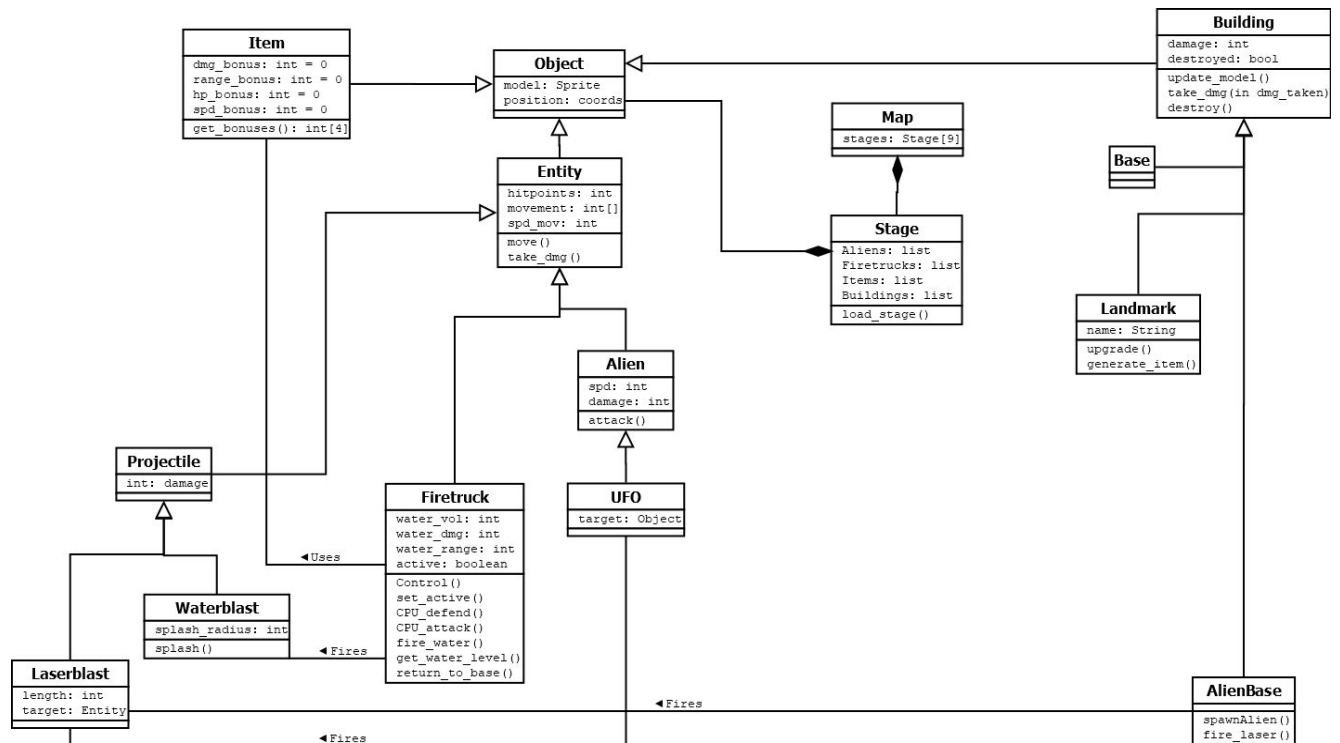 Item
dmg_bonus: int = 0
range_bonus: int = 0
hp_bonus: int = 0
spd_bonus: int = 0
get_bonuses(): int[4]
Object
model: Sprite
position: coords
Building
damage: int
destroyed: bool
update_model()
take_dmg(in dmg_taken)
destroy()
Map
stages: Stage[9]
Base
Entity
hitpoints: int
movement: int[]
spd_mov: int
move()
take_dmg()
Stage
Aliens: list
Firetrucks: list
Items: list
Buildings: list
load_stage()
Landmark
name: String
upgrade()
generate_item()
Alien
spd: int
damage: int
attack()
Projectile
int: damage
Firetruck
water_vol: int
water_dmg: int
water_range: int
active: boolean
Control()
set_active()
CPU_defend()
CPU_attack()
fire_water()
get_water_level()
return_to_base()
UFO
target: Object
◄Uses
Waterblast
splash_radius: int
splash()
◄Fires
Laserblast
length: int
target: Entity
◄Fires
AlienBase
spawnAlien()
fire_laser()
◄Fires